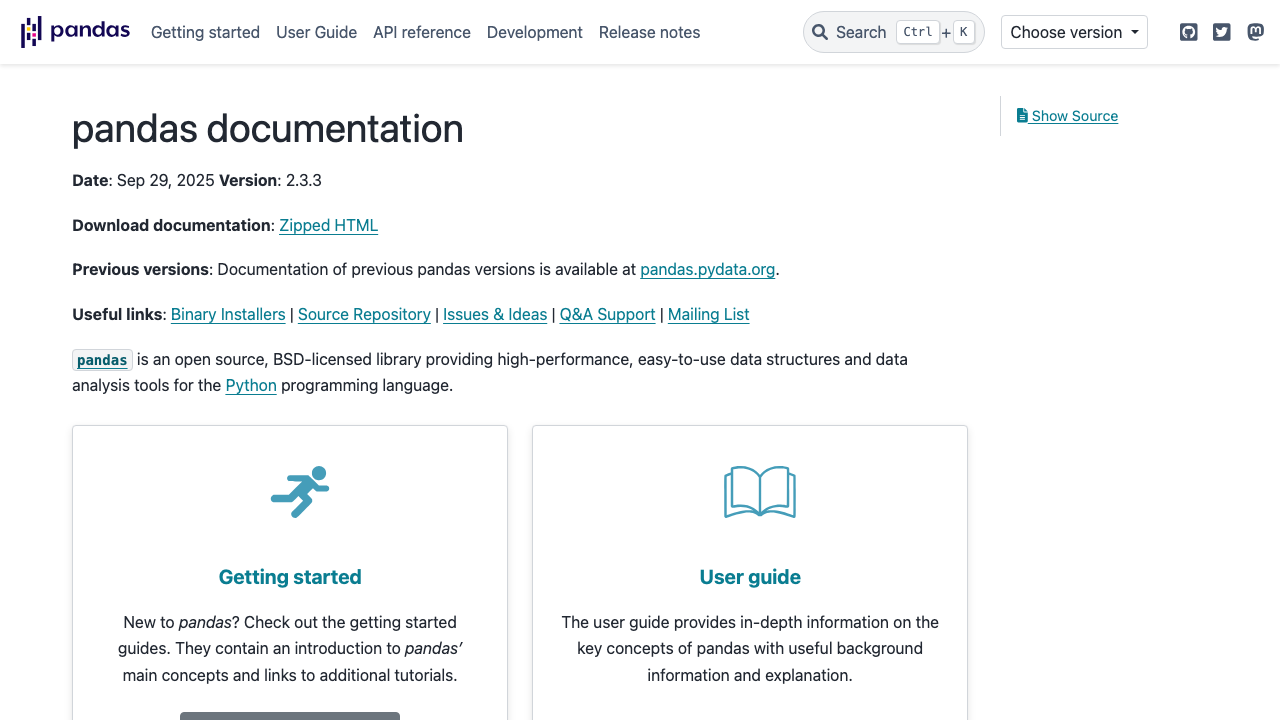 pandas Getting started User Guide API reference Development Release notes Search Ctrl + K Choose version
pandas documentation
Show Source
Date: Sep 29, 2025 Version: 2.3.3
Download documentation: Zipped HTML
Previous versions: Documentation of previous pandas versions is available at pandas.pydata.org.
Useful links: Binary Installers | Source Repository | Issues & Ideas | Q&A Support | Mailing List
pandas is an open source, BSD-licensed library providing high-performance, easy-to-use data structures and data
analysis tools for the Python programming language.
Getting started
New to pandas? Check out the getting started
guides. They contain an introduction to pandas’
main concepts and links to additional tutorials.
User guide
The user guide provides in-depth information on the
key concepts of pandas with useful background
information and explanation.